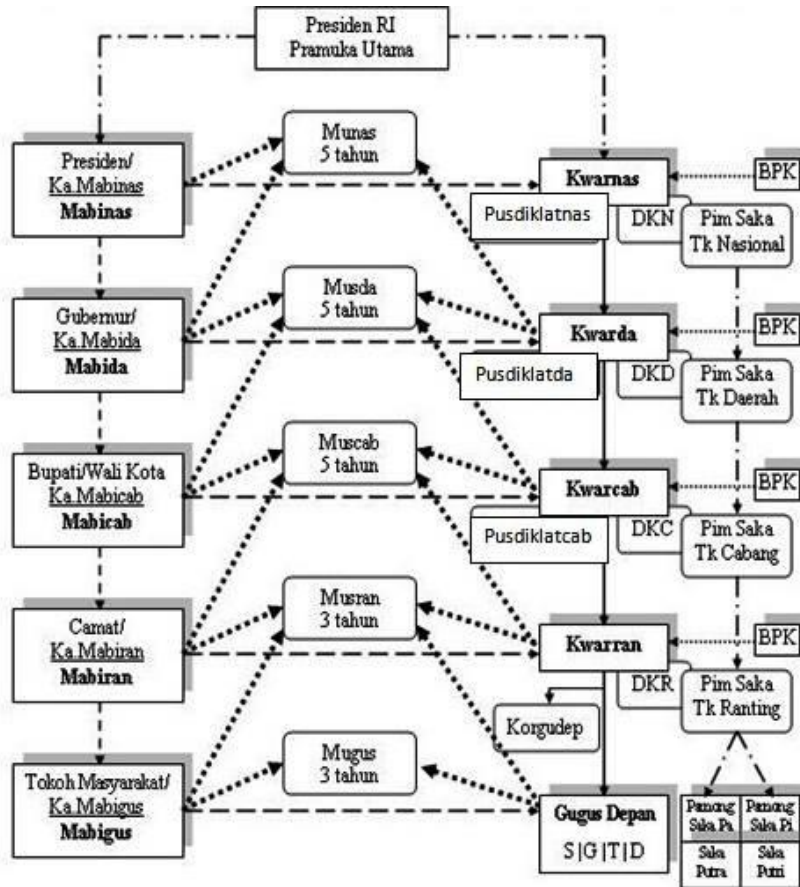 Presiden RI
Pramuka Utama
Munas
5 tahun
Presiden/
Ka.Mabinas
Mabinas
Kwarnas
BPK
Pusdiklatnas
DKN
Pim Saka
Tk Nasional
Musda
5 tahun
Gubernur/
Ka.Mabida
Mabida
Kwarda
BPK
Pusdiklatda
DKD
Pim Saka
Tk Daerah
Muscab
5 tahun
Bupati/Wali Kota
Ka.Mabicab
Mabicab
Kwarcab
BPK
Pusdiklatcab
DKC
Pim Saka
Tk Cabang
Musran
3 tahun
Camat/
Ka.Mabiran
Mabiran
Kwarran
BPK
DKR
Pim Saka
Tk Ranting
Korgudep
Mugus
3 tahun
Tokoh Masyarakat/
Ka.Mabigus
Mabigus
Gugus Depan
S|G|T|D
Pamong
Saka Pa
Pamong
Saka Pi
Saka
Putra
Saka
Putri